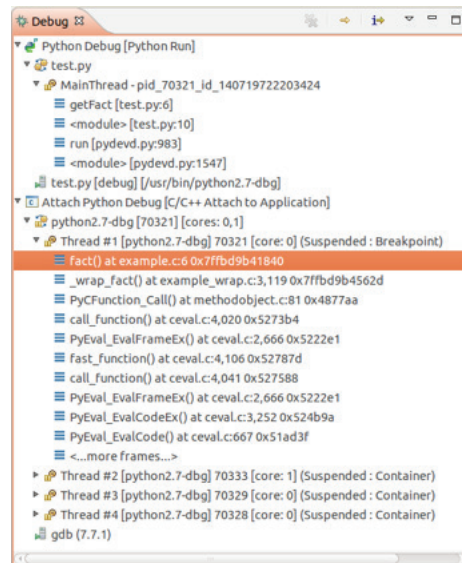 Debug
Python Debug [Python Run]
test.py
MainThread - pid_70321_id_140719722203424
getFact [test.py:6]
<module> [test.py:10]
run [pydevd.py:983]
<module> [pydevd.py:1547]
test.py [debug] [/usr/bin/python2.7-dbg]
Attach Python Debug [C/C++ Attach to Application]
python2.7-dbg [70321] [cores: 0,1]
Thread #1 [python2.7-dbg] 70321 [core: 0] (Suspended : Breakpoint)
fact() at example.c:6 0x7ffbd9b41840
_wrap_fact() at example_wrap.c:3,119 0x7ffbd9b4562d
PyCFunction_Call() at methodobject.c:81 0x4877aa
call_function() at ceval.c:4,020 0x5273b4
PyEval_EvalFrameEx() at ceval.c:2,666 0x5222e1
fast_function() at ceval.c:4,106 0x52787d
call_function() at ceval.c:4,041 0x527588
PyEval_EvalFrameEx() at ceval.c:2,666 0x5222e1
PyEval_EvalCodeEx() at ceval.c:3,252 0x524b9a
PyEval_EvalCode() at ceval.c:667 0x51ad3f
<...more frames...>
Thread #2 [python2.7-dbg] 70333 [core: 1] (Suspended : Container)
Thread #3 [python2.7-dbg] 70329 [core: 0] (Suspended : Container)
Thread #4 [python2.7-dbg] 70328 [core: 0] (Suspended : Container)
gdb (7.7.1)